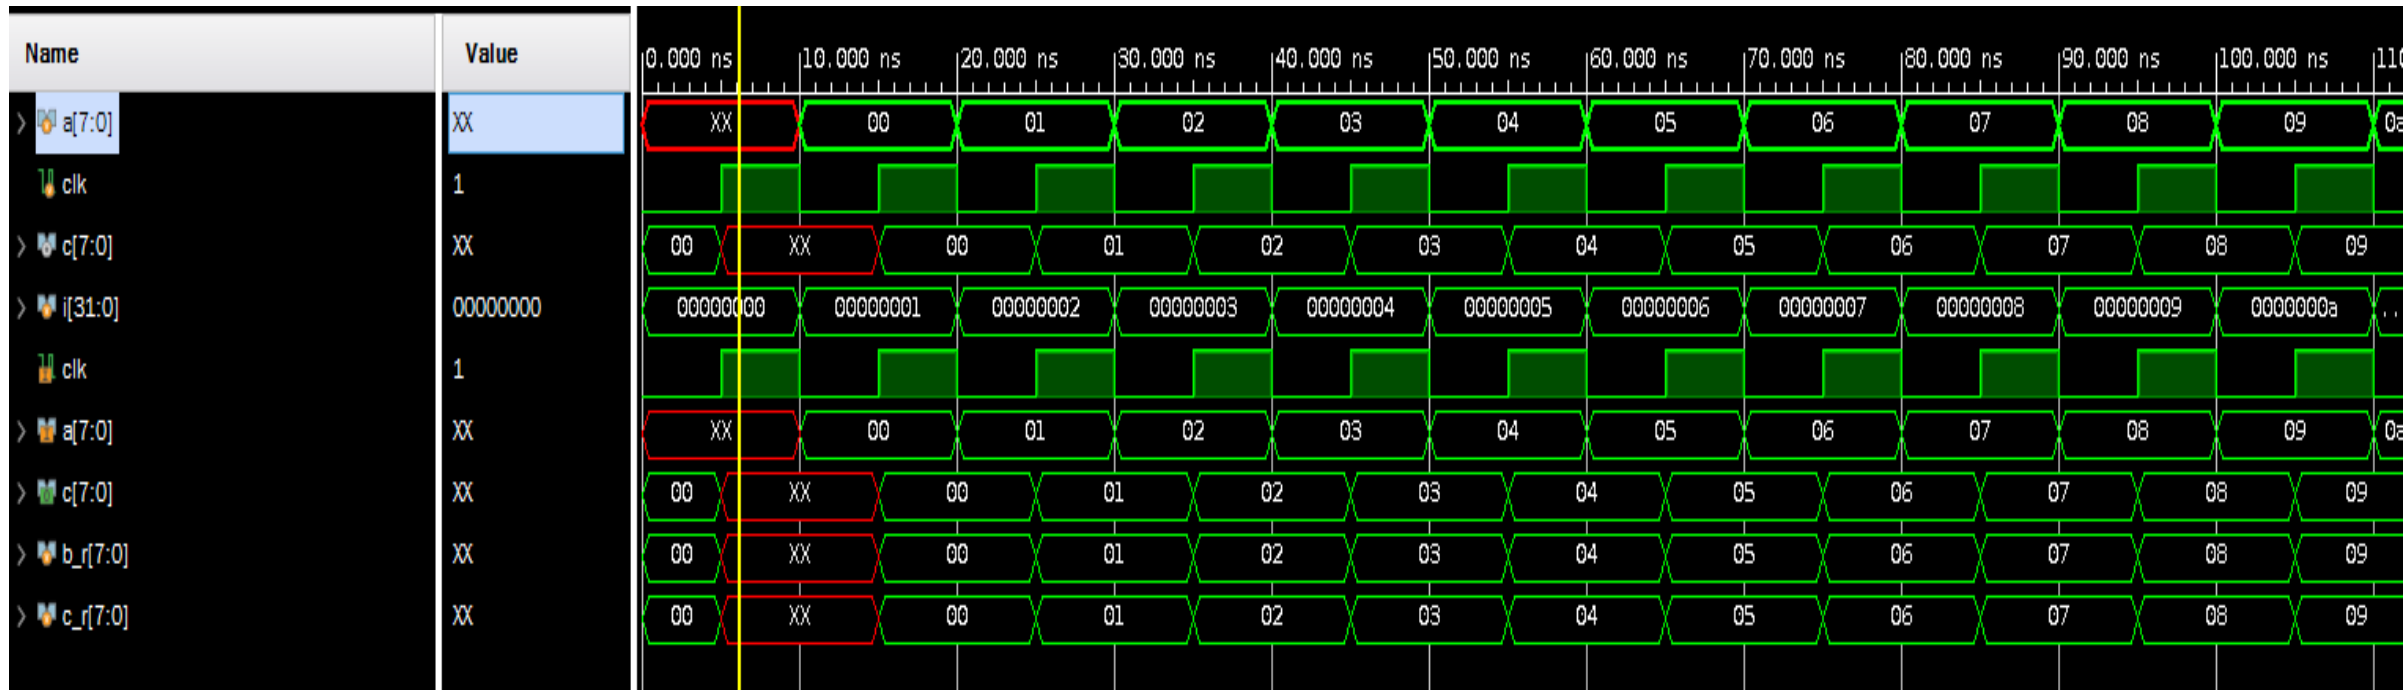 Name Value 0.000 ns 10.000 ns 20.000 ns 30.000 ns 40.000 ns 50.000 ns 60.000 ns 70.000 ns 80.000 ns 90.000 ns 100.000 ns 110
a[7:0] XX XX 00 01 02 03 04 05 06 07 08 09 0a
clk 1
c[7:0] XX 00 XX 00 01 02 03 04 05 06 07 08 09
i[31:0] 00000000 00000000 00000001 00000002 00000003 00000004 00000005 00000006 00000007 00000008 00000009 0000000a ..
clk 1
a[7:0] XX XX 00 01 02 03 04 05 06 07 08 09 0a
c[7:0] XX 00 XX 00 01 02 03 04 05 06 07 08 09
b_r[7:0] XX 00 XX 00 01 02 03 04 05 06 07 08 09
c_r[7:0] XX 00 XX 00 01 02 03 04 05 06 07 08 09